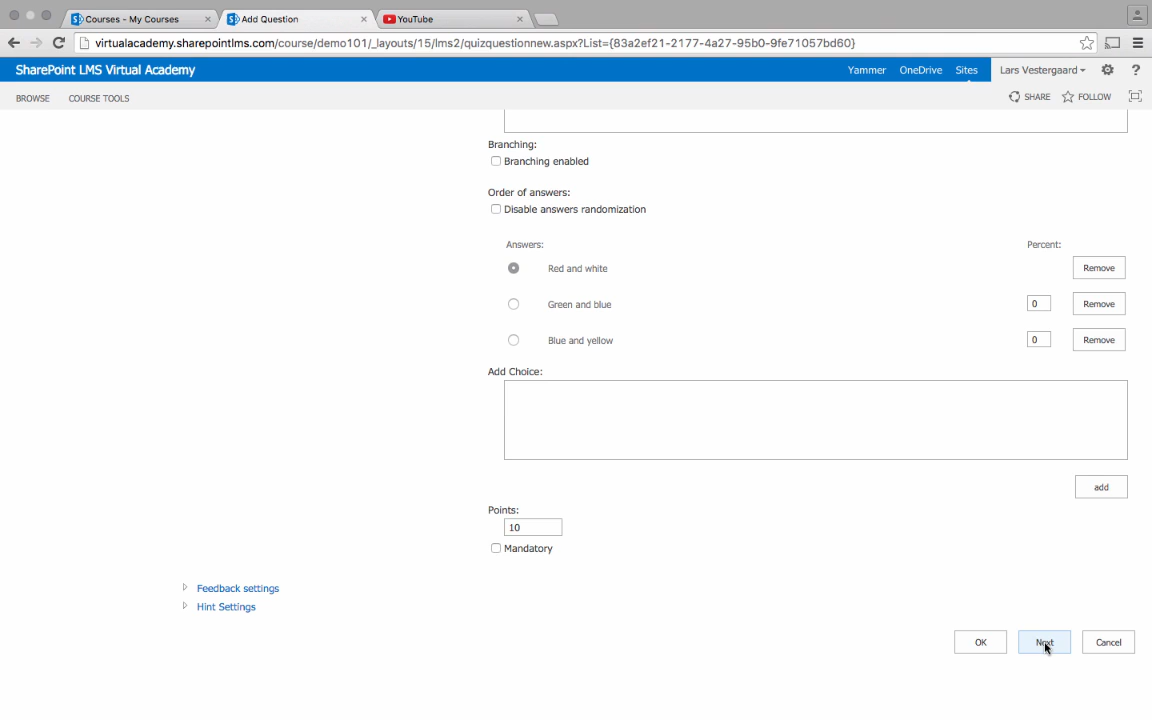 Courses - My Courses
Add Question
YouTube
virtualacademy.sharepointlms.com/course/demo101/_layouts/15/lms2/quizquestionnew.aspx?List={83a2ef21-2177-4a27-95b0-9fe71057bd60}
SharePoint LMS Virtual Academy
Yammer OneDrive Sites Lars Vestergaard ?
BROWSE COURSE TOOLS SHARE FOLLOW
Branching:
Branching enabled
Order of answers:
Disable answers randomization
Answers: Percent:
Red and white Remove
Green and blue 0 Remove
Blue and yellow 0 Remove
Add Choice:
add
Points:
10
Mandatory
Feedback settings
Hint Settings
OK Next Cancel